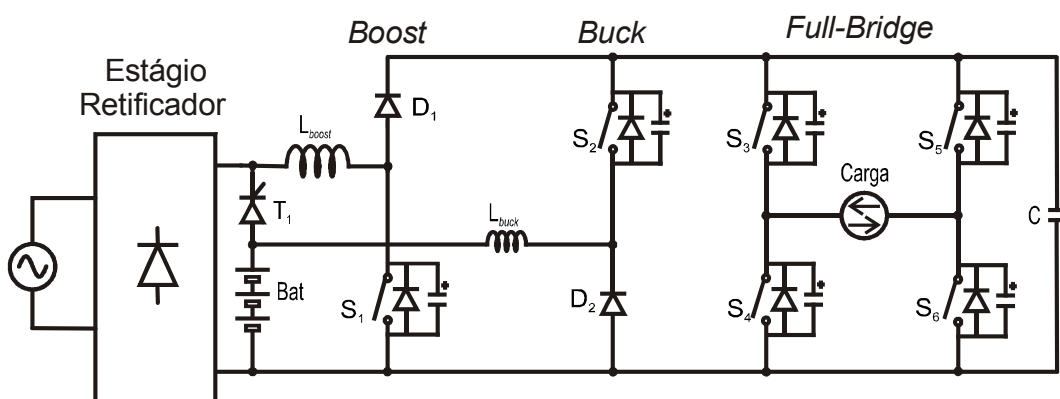 Boost
Buck
Full-Bridge
Estágio
Retificador
D1
Lboost
S2
S3
S5
Carga
T1
Lbuck
C
Bat
S1
D2
S4
S6